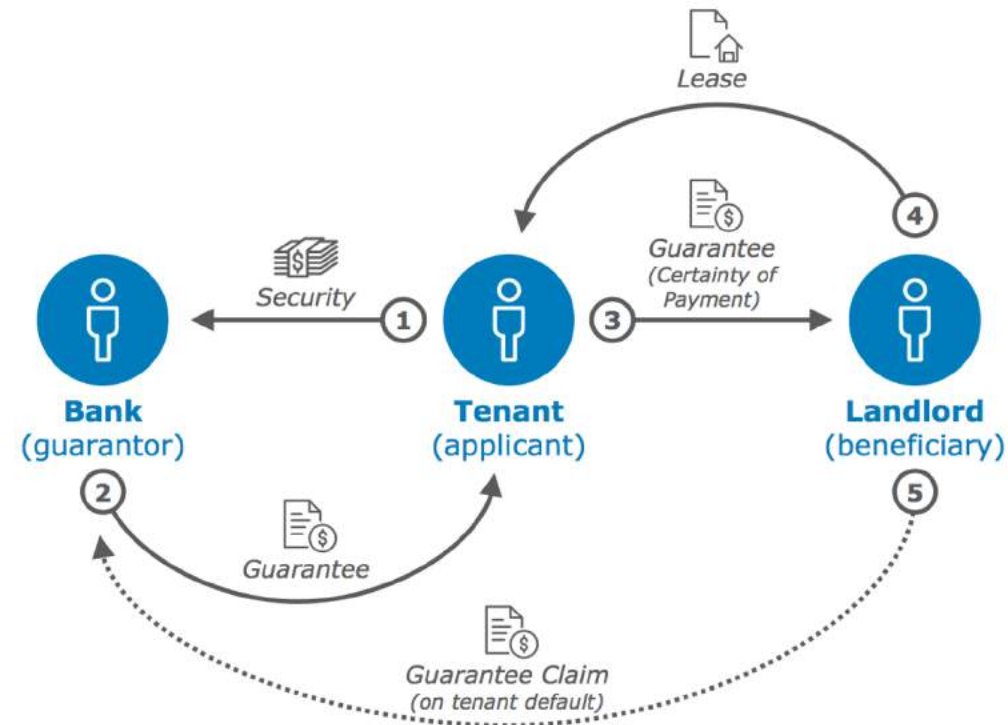 Lease
4
Guarantee
(Certainty of
Payment)
Security
1
3
Bank
(guarantor)
Tenant
(applicant)
Landlord
(beneficiary)
2
5
Guarantee
Guarantee Claim
(on tenant default)